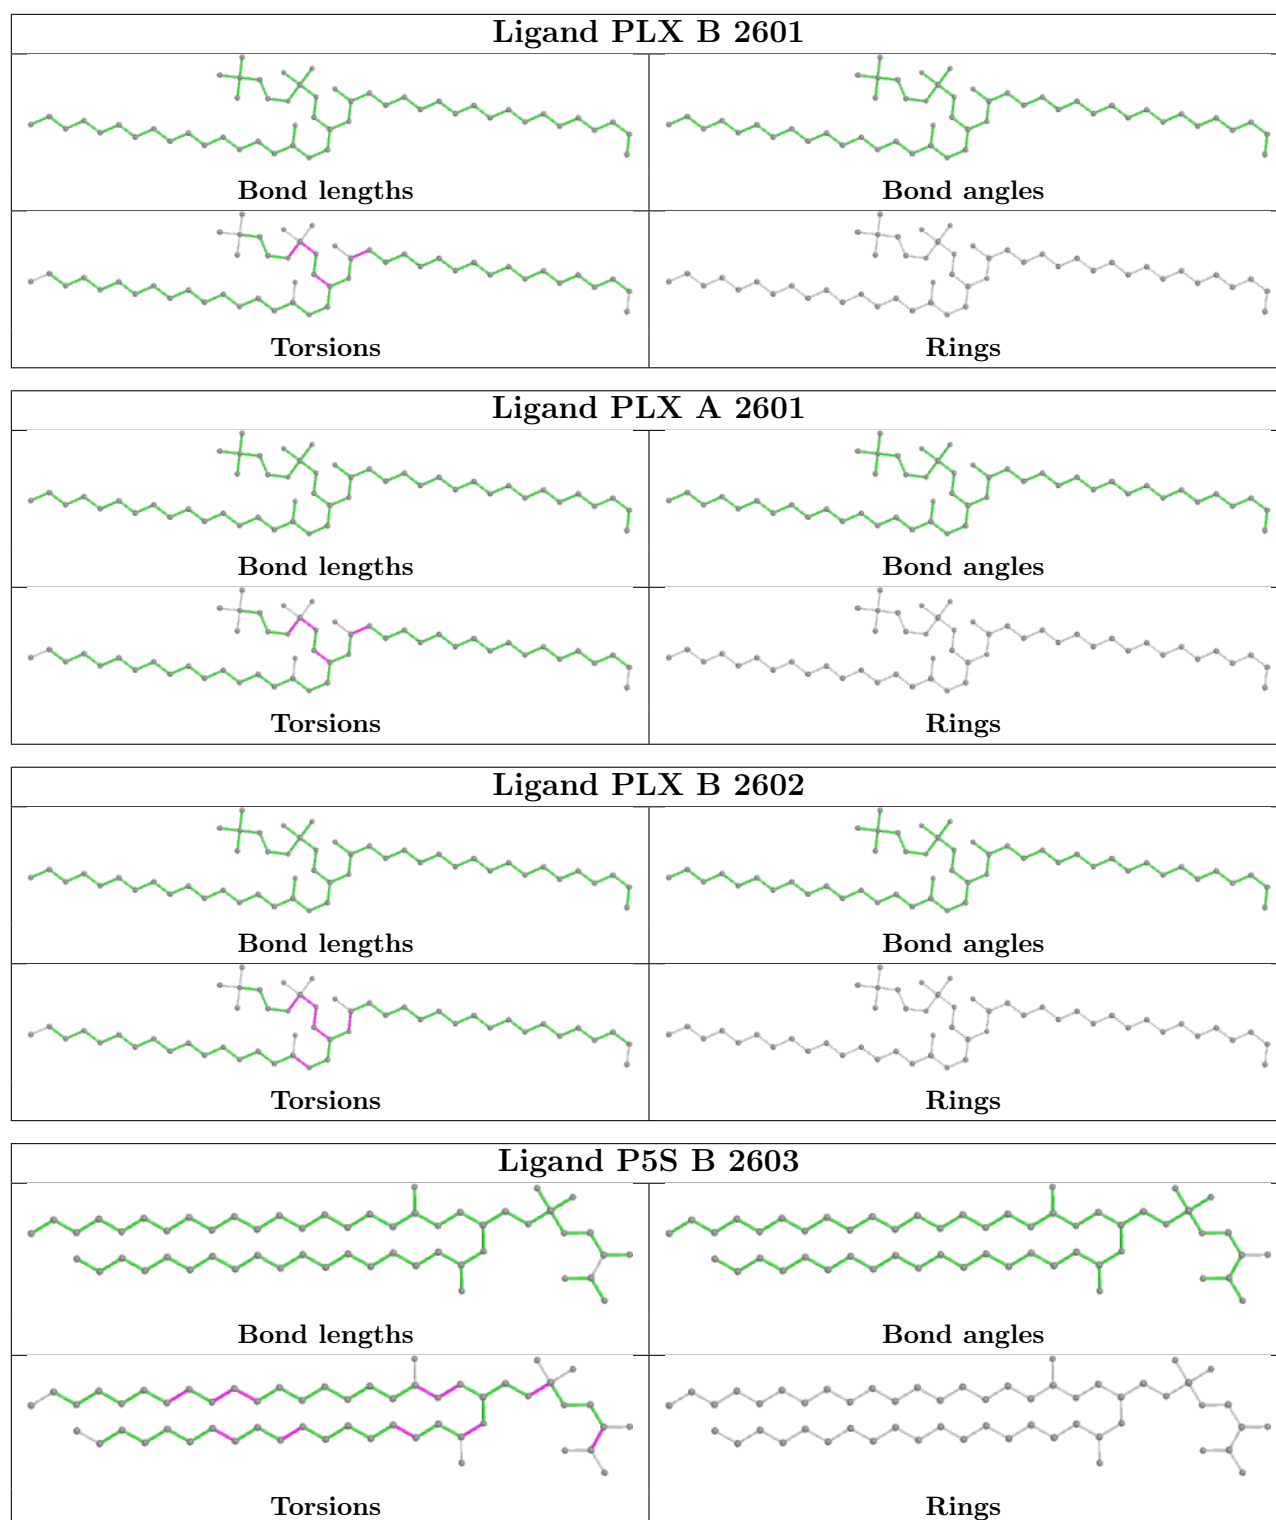 Ligand PLX B 2601
Bond lengths
Bond angles
Torsions
Rings
Ligand PLX A 2601
Bond lengths
Bond angles
Torsions
Rings
Ligand PLX B 2602
Bond lengths
Bond angles
Torsions
Rings
Ligand P5S B 2603
Bond lengths
Bond angles
Torsions
Rings